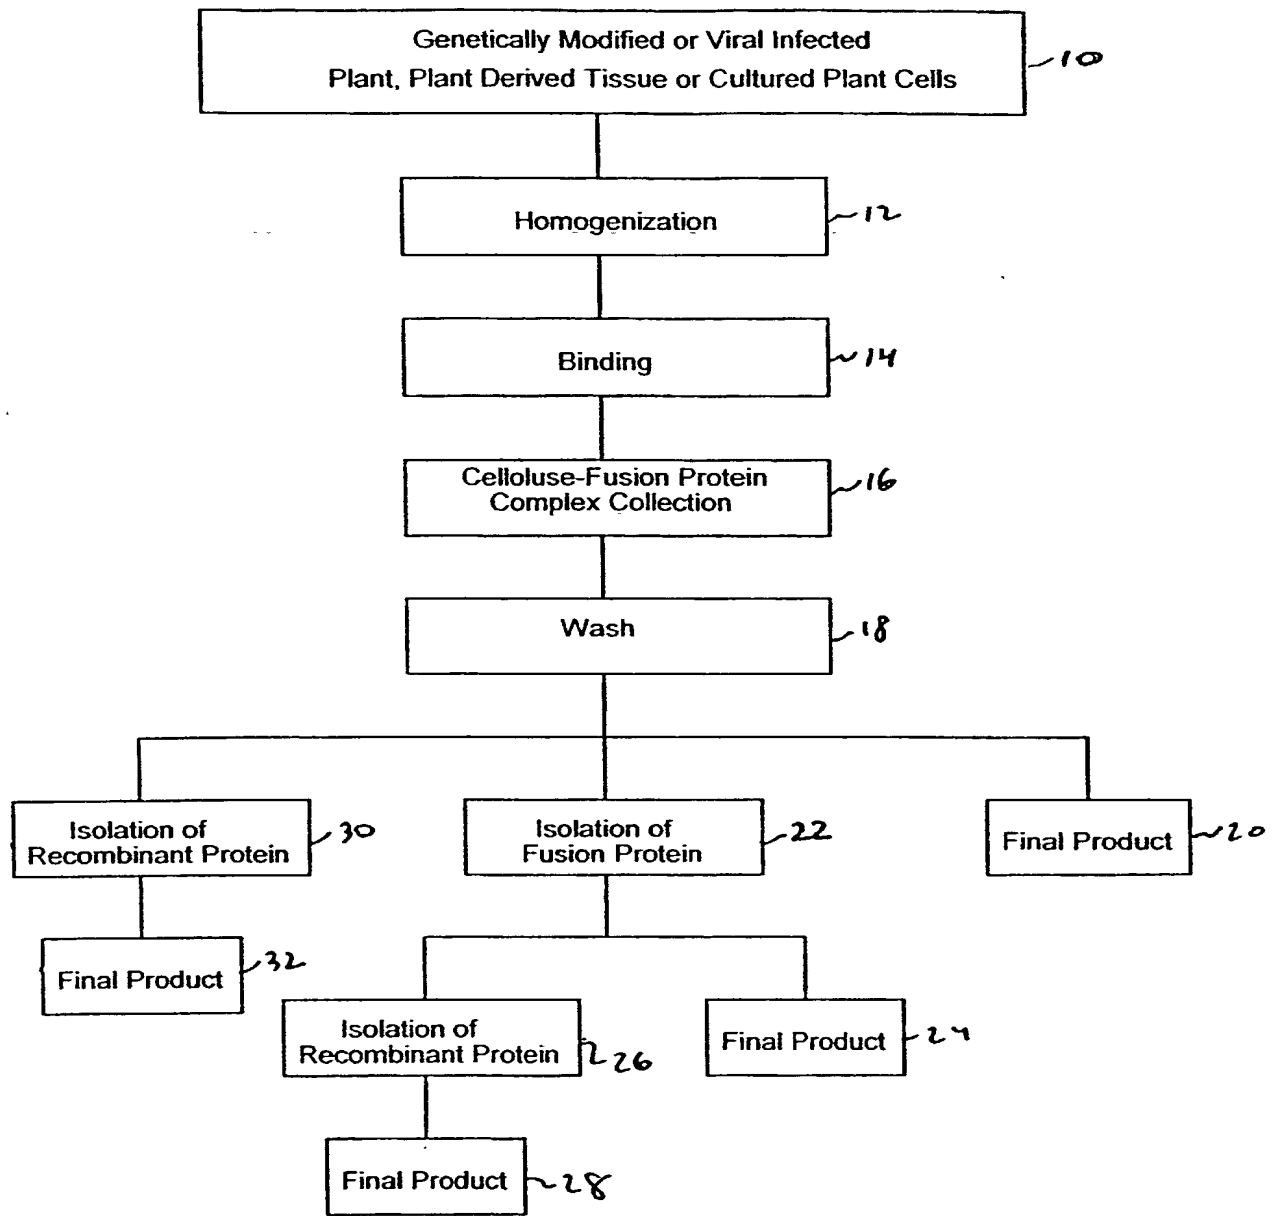 Genetically Modified or Viral Infected
Plant, Plant Derived Tissue or Cultured Plant Cells
10
Homogenization
12
Binding
14
Celloluse-Fusion Protein
Complex Collection
16
Wash
18
Isolation of
Recombinant Protein
30
Isolation of
Fusion Protein
22
Final Product
20
Final Product
32
Isolation of
Recombinant Protein
26
Final Product
24
Final Product
28